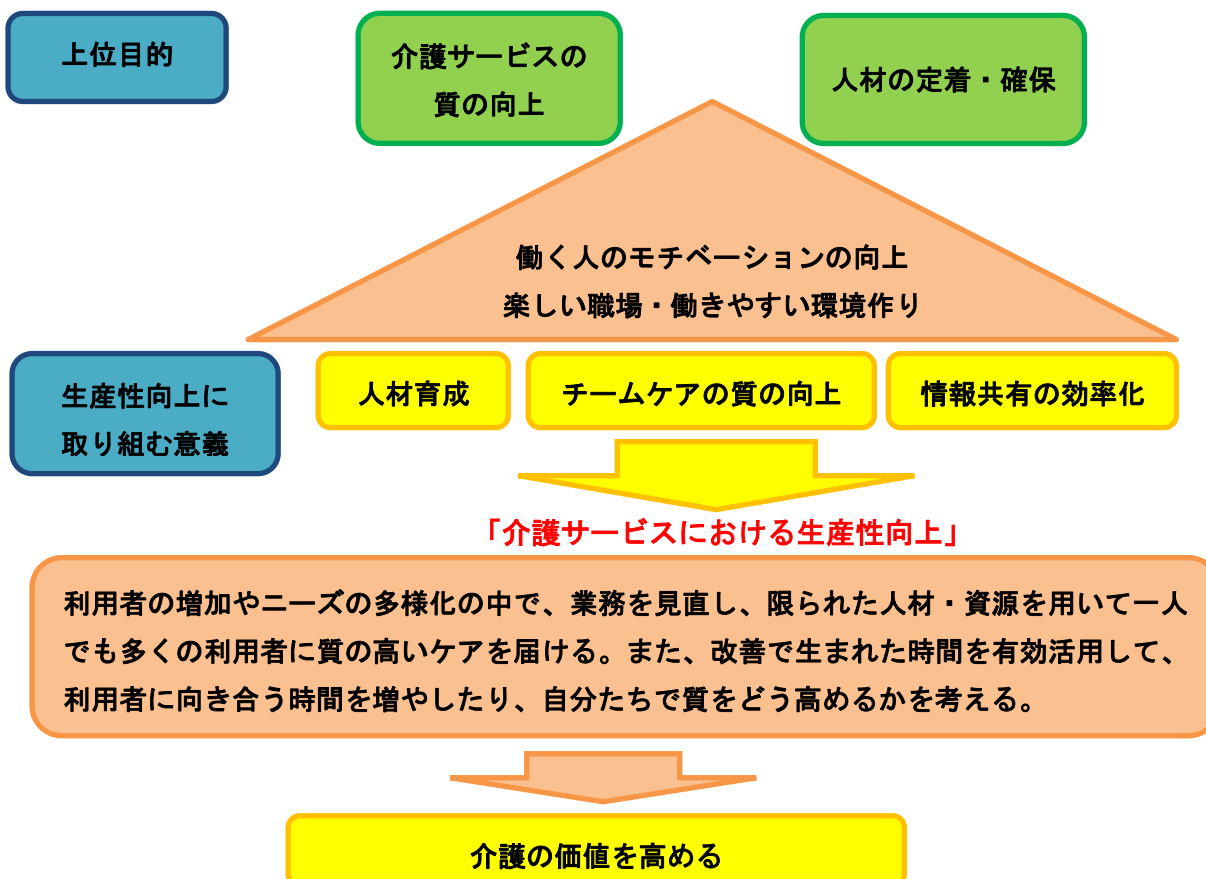 上位目的
介護サービスの
質の向上
人材の定着・確保
働く人のモチベーションの向上
楽しい職場・働きやすい環境作り
生産性向上に
取り組む意義
人材育成
チームケアの質の向上
情報共有の効率化
「介護サービスにおける生産性向上」
利用者の増加やニーズの多様化の中で、業務を見直し、限られた人材・資源を用いて一人
でも多くの利用者に質の高いケアを届ける。また、改善で生まれた時間を有効活用して、
利用者に向き合う時間を増やしたり、自分たちで質をどう高めるかを考える。
介護の価値を高める